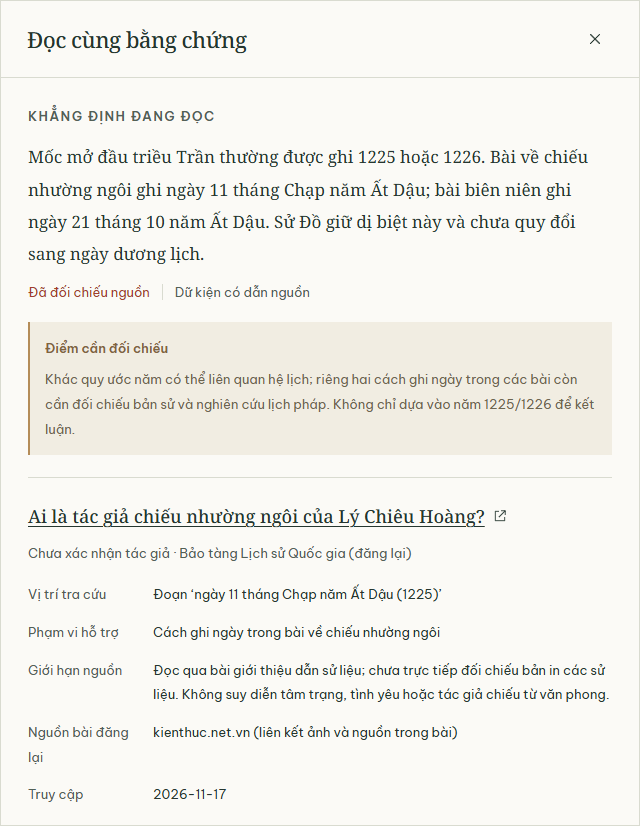 Đọc cùng bằng chứng
KHẲNG ĐỊNH ĐANG ĐỌC
Mốc mở đầu triều Trần thường được ghi 1225 hoặc 1226. Bài về chiếu
nhường ngôi ghi ngày 11 tháng Chạp năm Ất Dậu; bài biên niên ghi
ngày 21 tháng 10 năm Ất Dậu. Sử Đồ giữ dị biệt này và chưa quy đổi
sang ngày dương lịch.
Đã đối chiếu nguồn | Dữ kiện có dẫn nguồn
Điểm cần đối chiếu
Khác quy ước năm có thể liên quan hệ lịch; riêng hai cách ghi ngày trong các bài còn
cần đối chiếu bản sử và nghiên cứu lịch pháp. Không chỉ dựa vào năm 1225/1226 để kết
luận.
Ai là tác giả chiếu nhường ngôi của Lý Chiêu Hoàng?
Chưa xác nhận tác giả · Bảo tàng Lịch sử Quốc gia (đăng lại)
Vị trí tra cứu Đoạn ‘ngày 11 tháng Chạp năm Ất Dậu (1225)’
Phạm vi hỗ trợ Cách ghi ngày trong bài về chiếu nhường ngôi
Giới hạn nguồn Đọc qua bài giới thiệu dẫn sử liệu; chưa trực tiếp đối chiếu bản in các sử
liệu. Không suy diễn tâm trạng, tình yêu hoặc tác giả chiếu từ văn phong.
Nguồn bài đăng kienthuc.net.vn (liên kết ảnh và nguồn trong bài)
lại
Truy cập 2026-11-17